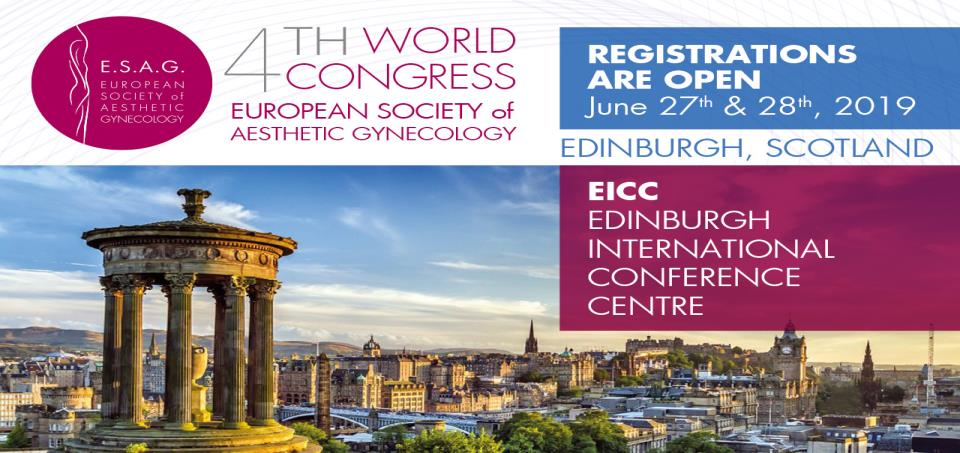 E.S.A.G.
EUROPEAN
SOCIETY of
AESTHETIC
GYNECOLOGY
4TH WORLD
CONGRESS
EUROPEAN SOCIETY of
AESTHETIC GYNECOLOGY
REGISTRATIONS
ARE OPEN
June 27th & 28th, 2019
EDINBURGH, SCOTLAND
EICC
EDINBURGH
INTERNATIONAL
CONFERENCE
CENTRE